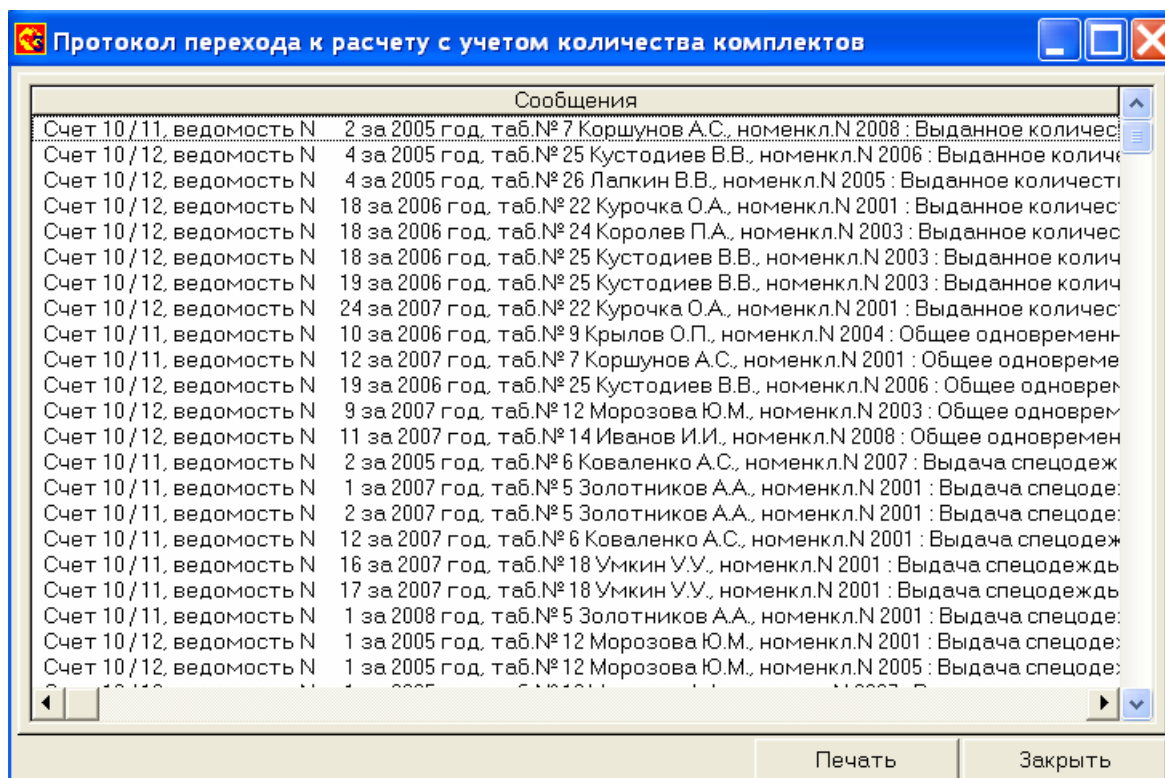 Протокол перехода к расчету с учетом количества комплектов
Сообщения
Счет 10/11, ведомость N 2 за 2005 год, таб.№ 7 Коршунов А.С., номенкл.N 2008 : Выданное количес
Счет 10/12, ведомость N 4 за 2005 год, таб.№ 25 Кустодиев В.В., номенкл.N 2006 : Выданное количе
Счет 10/12, ведомость N 4 за 2005 год, таб.№ 26 Лапкин В.В., номенкл.N 2005 : Выданное количест
Счет 10/12, ведомость N 18 за 2006 год, таб.№ 22 Курочка О.А., номенкл.N 2001 : Выданное количес
Счет 10/12, ведомость N 18 за 2006 год, таб.№ 24 Королев П.А., номенкл.N 2003 : Выданное количес
Счет 10/12, ведомость N 18 за 2006 год, таб.№ 25 Кустодиев В.В., номенкл.N 2003 : Выданное колич
Счет 10/12, ведомость N 19 за 2006 год, таб.№ 25 Кустодиев В.В., номенкл.N 2003 : Выданное колич
Счет 10/12, ведомость N 24 за 2007 год, таб.№ 22 Курочка О.А., номенкл.N 2001 : Выданное количес
Счет 10/11, ведомость N 10 за 2006 год, таб.№ 9 Крылов О.П., номенкл.N 2004 : Общее одновременн
Счет 10/11, ведомость N 12 за 2007 год, таб.№ 7 Коршунов А.С., номенкл.N 2001 : Общее одновреме
Счет 10/12, ведомость N 19 за 2006 год, таб.№ 25 Кустодиев В.В., номенкл.N 2006 : Общее одноврем
Счет 10/12, ведомость N 9 за 2007 год, таб.№ 12 Морозова Ю.М., номенкл.N 2003 : Общее одноврем
Счет 10/12, ведомость N 11 за 2007 год, таб.№ 14 Иванов И.И., номенкл.N 2008 : Общее одновремен
Счет 10/11, ведомость N 2 за 2005 год, таб.№ 6 Коваленко А.С., номенкл.N 2007 : Выдача спецодеж
Счет 10/11, ведомость N 1 за 2007 год, таб.№ 5 Золотников А.А., номенкл.N 2001 : Выдача спецоде
Счет 10/11, ведомость N 2 за 2007 год, таб.№ 5 Золотников А.А., номенкл.N 2001 : Выдача спецоде
Счет 10/11, ведомость N 12 за 2007 год, таб.№ 6 Коваленко А.С., номенкл.N 2001 : Выдача спецодеж
Счет 10/11, ведомость N 16 за 2007 год, таб.№ 18 Умкин У.У., номенкл.N 2001 : Выдача спецодеждь
Счет 10/11, ведомость N 17 за 2007 год, таб.№ 18 Умкин У.У., номенкл.N 2001 : Выдача спецодеждь
Счет 10/11, ведомость N 1 за 2008 год, таб.№ 5 Золотников А.А., номенкл.N 2001 : Выдача спецоде
Счет 10/12, ведомость N 1 за 2005 год, таб.№ 12 Морозова Ю.М., номенкл.N 2001 : Выдача спецоде
Счет 10/12, ведомость N 1 за 2005 год, таб.№ 12 Морозова Ю.М., номенкл.N 2005 : Выдача спецоде
Печать Закрыть